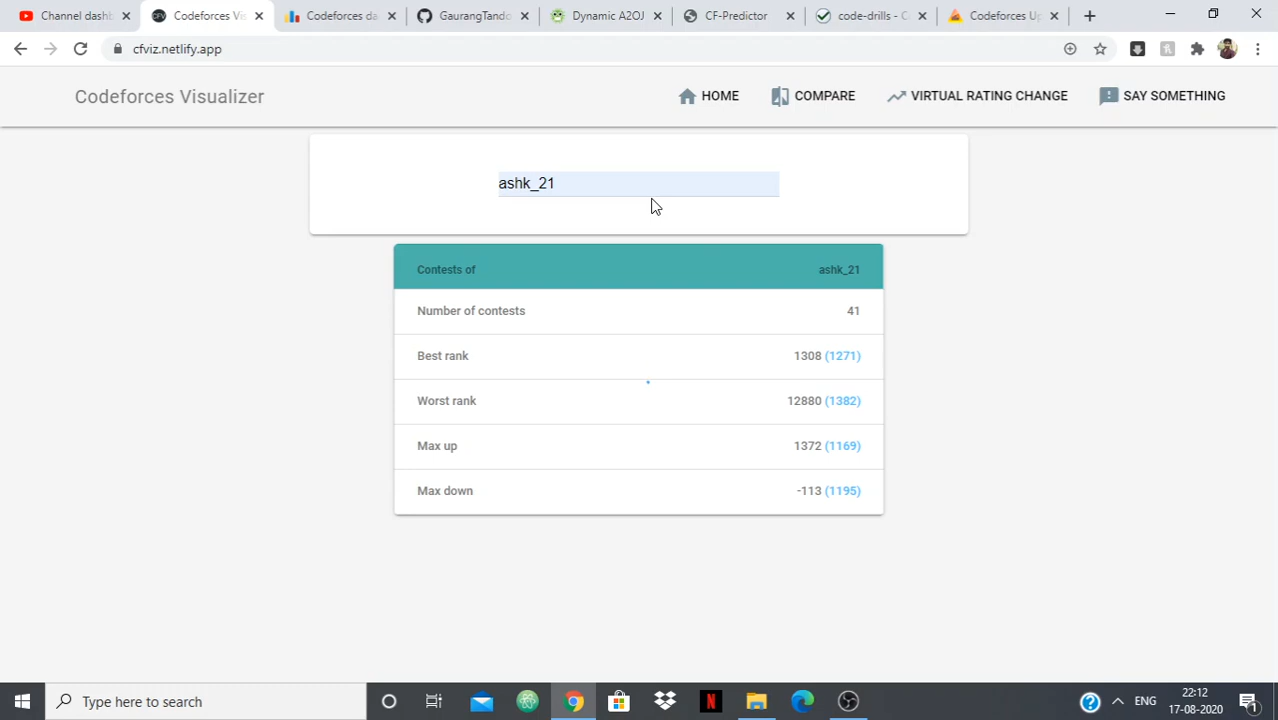 Channel dashb
Codeforces Vis
Codeforces da
GaurangTando
Dynamic A2OJ
CF-Predictor
code-drills - C
Codeforces Up
cfviz.netlify.app
Codeforces Visualizer
HOME
COMPARE
VIRTUAL RATING CHANGE
SAY SOMETHING
ashk_21
Contests of ashk_21
Number of contests 41
Best rank 1308 (1271)
Worst rank 12880 (1382)
Max up 1372 (1169)
Max down -113 (1195)
Type here to search
ENG
22:12
17-08-2020